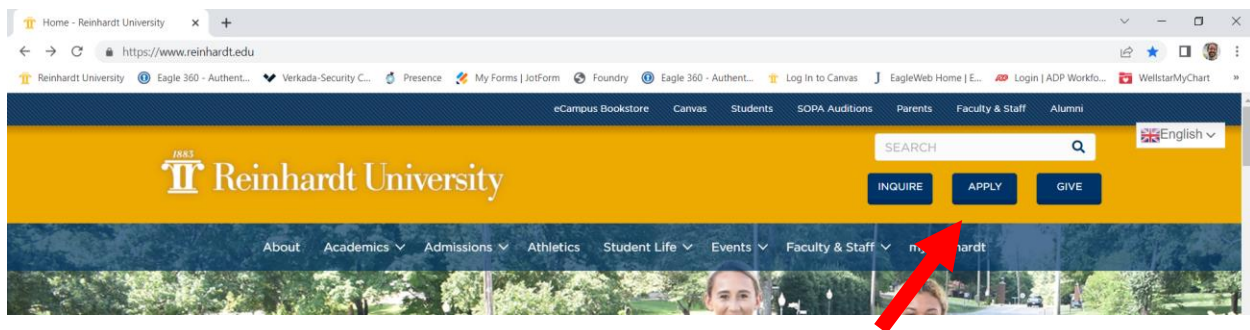 Home - Reinhardt University
https://www.reinhardt.edu
Reinhardt University Eagle 360 - Authent... Verkada-Security C... Presence My Forms | JotForm Foundry Eagle 360 - Authent... Log In to Canvas EagleWeb Home | E... Login | ADP Workfo... WellstarMyChart »
eCampus Bookstore Canvas Students SOPA Auditions Parents Faculty & Staff Alumni
English
SEARCH
1883
Reinhardt University
INQUIRE APPLY GIVE
About Academics Admissions Athletics Student Life Events Faculty & Staff